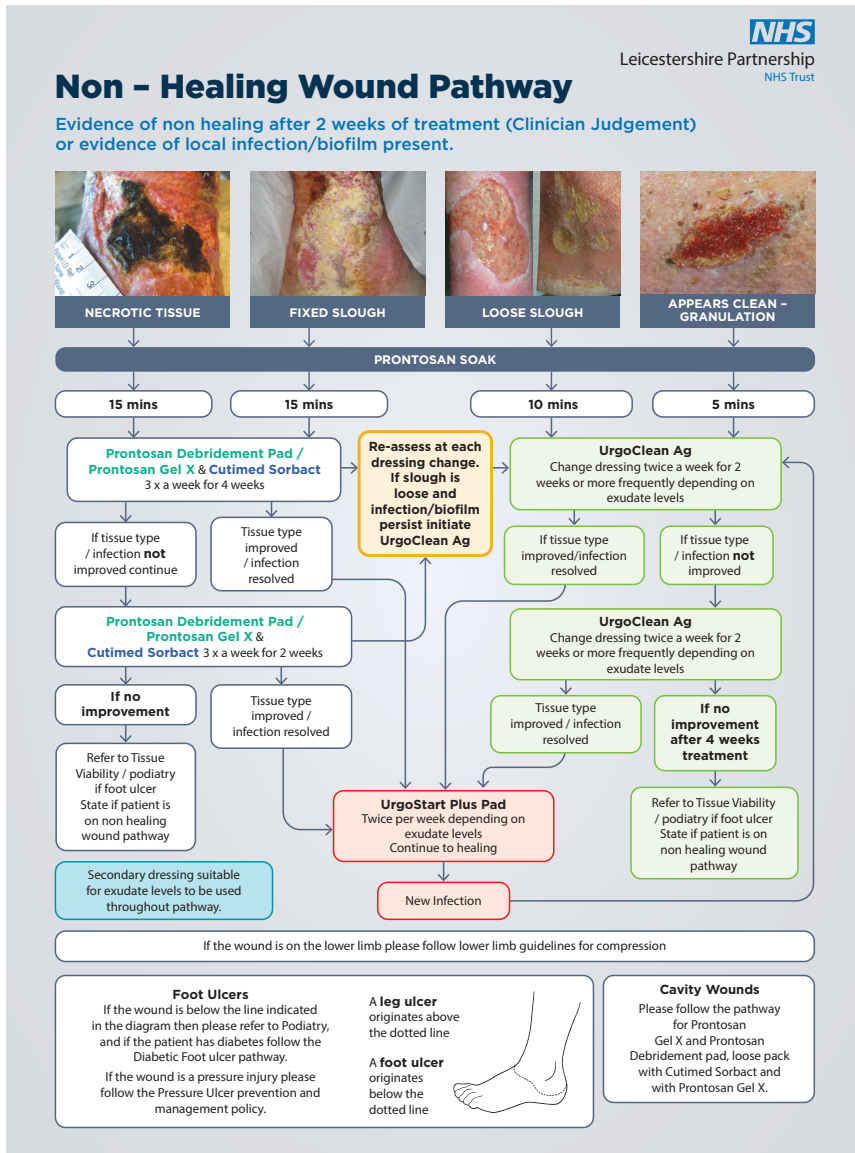 NHS
Leicestershire Partnership
NHS Trust
Non – Healing Wound Pathway
Evidence of non healing after 2 weeks of treatment (Clinician Judgement)
or evidence of local infection/biofilm present.
NECROTIC TISSUE
FIXED SLOUGH
LOOSE SLOUGH
APPEARS CLEAN –
GRANULATION
PRONTOSAN SOAK
15 mins
15 mins
10 mins
5 mins
Prontosan Debridement Pad /
Prontosan Gel X & Cutimed Sorbact
3 x a week for 4 weeks
Re-assess at each
dressing change.
If slough is
loose and
infection/biofilm
persist initiate
UrgoClean Ag
UrgoClean Ag
Change dressing twice a week for 2
weeks or more frequently depending on
exudate levels
If tissue type
/ infection not
improved continue
Tissue type
improved
/ infection
resolved
If tissue type
improved/infection
resolved
If tissue type
/ infection not
improved
Prontosan Debridement Pad /
Prontosan Gel X &
Cutimed Sorbact 3 x a week for 2 weeks
UrgoClean Ag
Change dressing twice a week for 2
weeks or more frequently depending on
exudate levels
If no
improvement
Tissue type
improved /
infection resolved
Tissue type
improved / infection
resolved
If no
improvement
after 4 weeks
treatment
Refer to Tissue
Viability / podiatry
if foot ulcer
State if patient is
on non healing
wound pathway
UrgoStart Plus Pad
Twice per week depending on
exudate levels
Continue to healing
Refer to Tissue Viability
/ podiatry if foot ulcer
State if patient is on
non healing wound
pathway
Secondary dressing suitable
for exudate levels to be used
throughout pathway.
New Infection
If the wound is on the lower limb please follow lower limb guidelines for compression
Foot Ulcers
If the wound is below the line indicated
in the diagram then please refer to Podiatry,
and if the patient has diabetes follow the
Diabetic Foot ulcer pathway.
If the wound is a pressure injury please
follow the Pressure Ulcer prevention and
management policy.
A leg ulcer
originates above
the dotted line
A foot ulcer
originates
below the
dotted line
Cavity Wounds
Please follow the pathway
for Prontosan
Gel X and Prontosan
Debridement pad, loose pack
with Cutimed Sorbact and
with Prontosan Gel X.